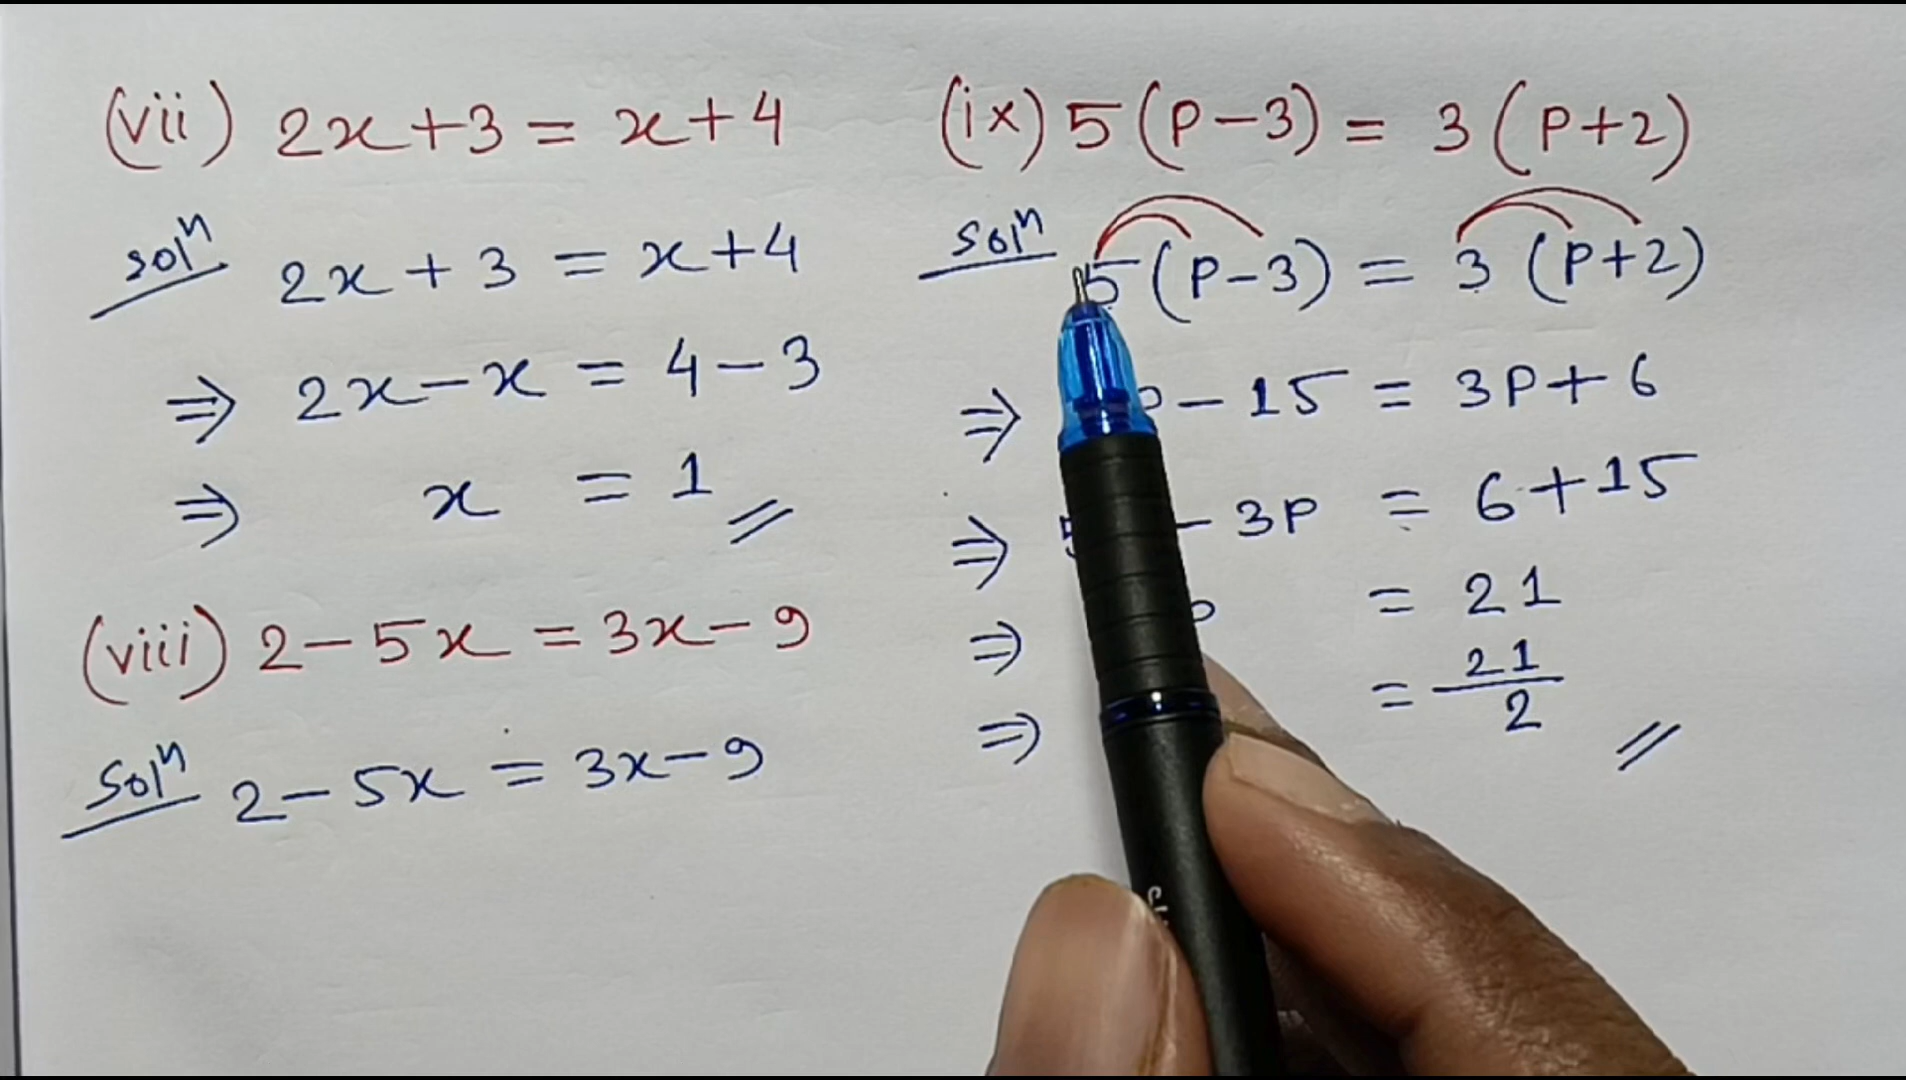 (vii) 2x+3 = x+4
solⁿ 2x+3 = x+4
⇒ 2x-x = 4-3
⇒ x = 1
(viii) 2-5x = 3x-9
Solⁿ 2-5x = 3x-9
(ix) 5(P-3) = 3(P+2)
Solⁿ 5(P-3) = 3(P+2)
⇒ -15 = 3P+6
⇒ -3P = 6+15
⇒ = 21
⇒ = 21/2